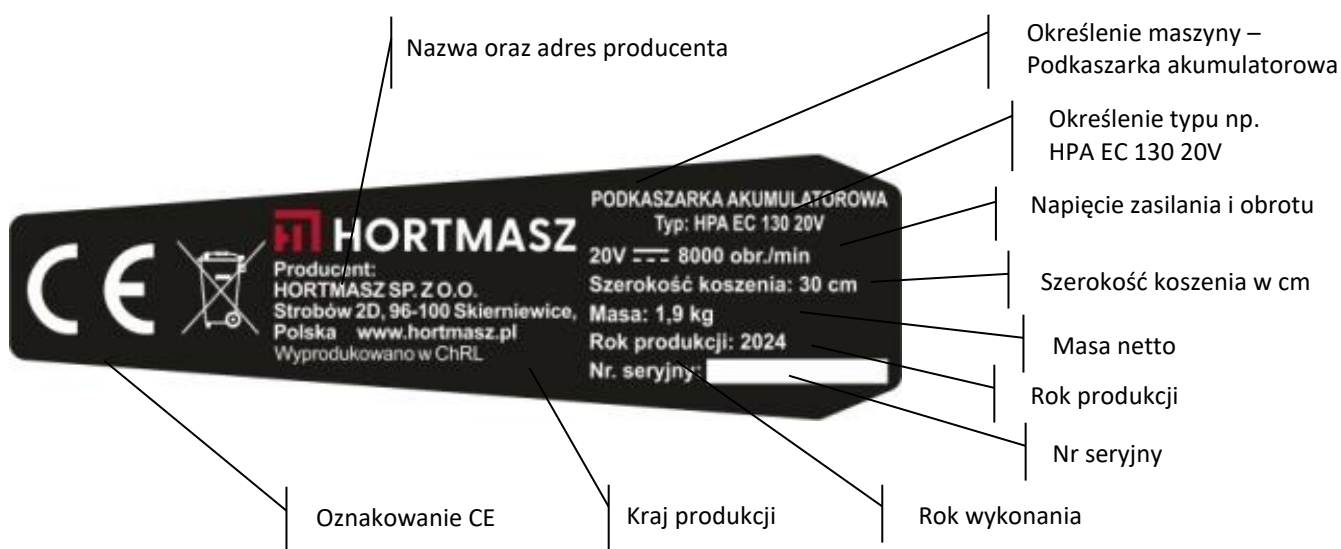 Nazwa oraz adres producenta
Określenie maszyny –
Podkaszarka akumulatorowa
Określenie typu np.
HPA EC 130 20V
Napięcie zasilania i obrotu
Szerokość koszenia w cm
Masa netto
Rok produkcji
Nr seryjny
CE
HORTMASZ
Producent:
HORTMASZ SP. Z O.O.
Strobów 2D, 96-100 Skierniewice,
Polska www.hortmasz.pl
Wyprodukowano w ChRL
PODKASZARKA AKUMULATOROWA
Typ: HPA EC 130 20V
20V 8000 obr./min
Szerokość koszenia: 30 cm
Masa: 1,9 kg
Rok produkcji: 2024
Nr. seryjny:
Oznakowanie CE
Kraj produkcji
Rok wykonania